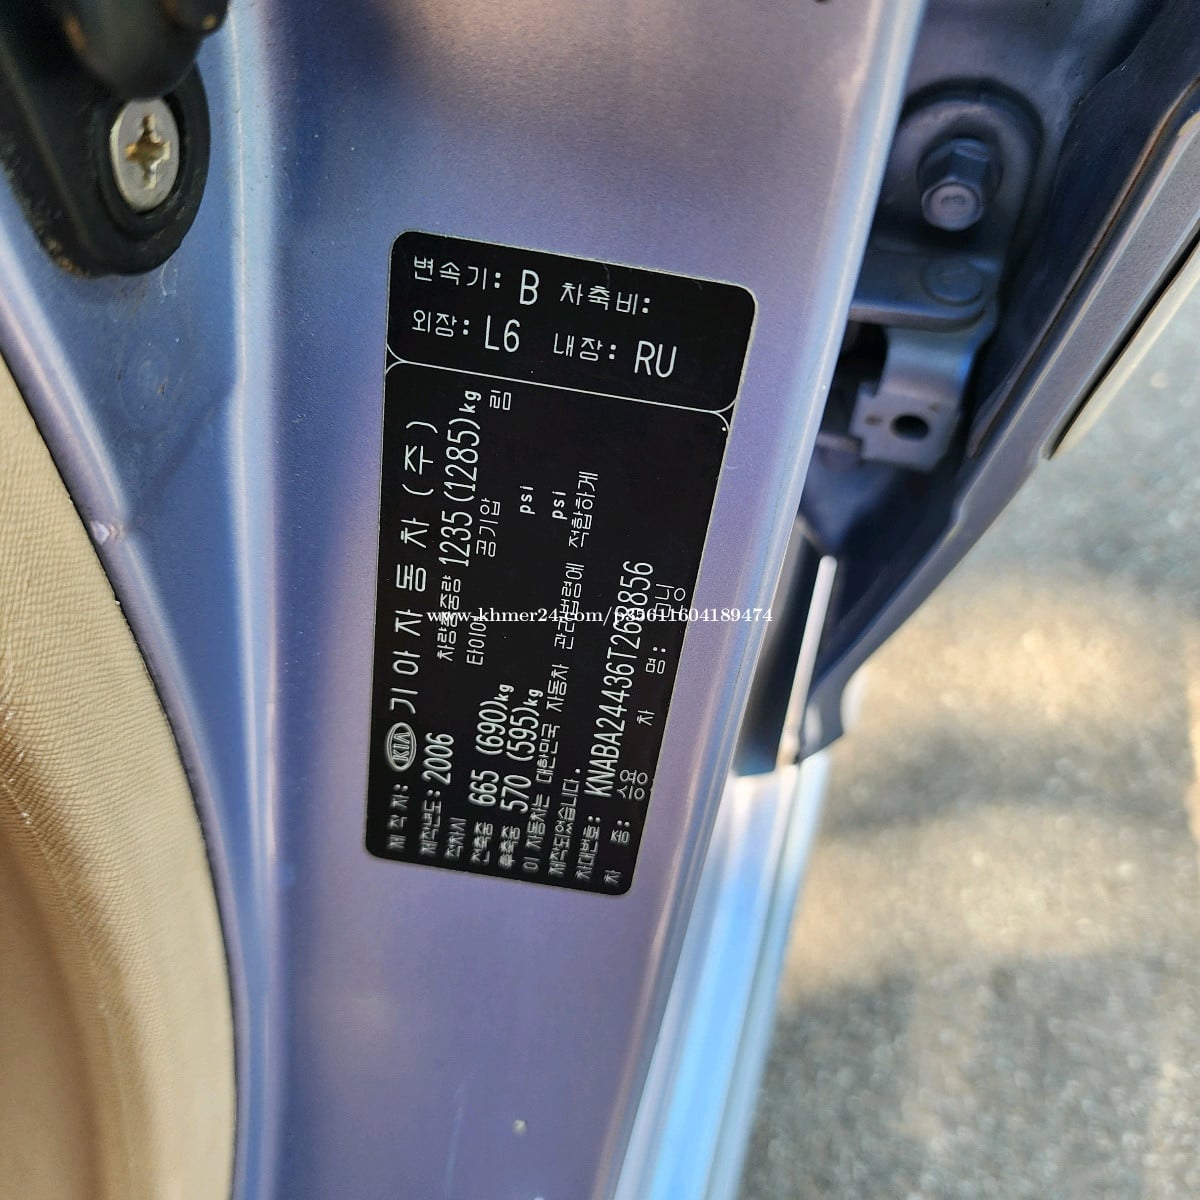 변속기: B 차축비:
외장: L6 내장: RU
제 작 자: KIA 기 아 자 동 차 ( 주 )
제작년도: 2006 차량총중량 1235(1285)kg
타이어 공기압 림
전축중 665 (690)kg psi
후축중 570 (595)kg psi
이 자동차는 대한민국 자동차 관리법령에 적합하게
제작되었습니다.
차대번호: KNABA24436T268856
차 종: 승용 차 명: 모닝
www.khmer24.com/p85611604189474